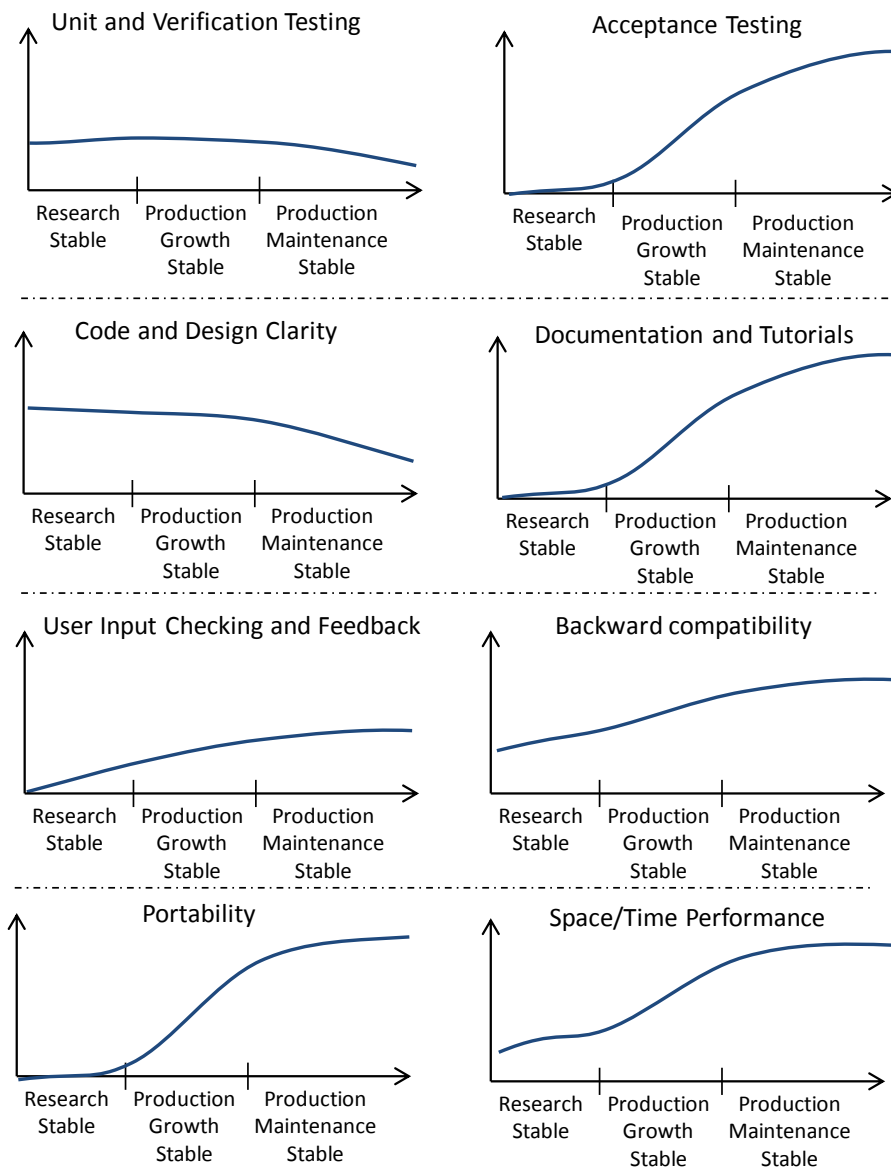 Unit and Verification Testing
Research
Stable
Production
Growth
Stable
Production
Maintenance
Stable
Acceptance Testing
Research
Stable
Production
Growth
Stable
Production
Maintenance
Stable
Code and Design Clarity
Research
Stable
Production
Growth
Stable
Production
Maintenance
Stable
Documentation and Tutorials
Research
Stable
Production
Growth
Stable
Production
Maintenance
Stable
User Input Checking and Feedback
Research
Stable
Production
Growth
Stable
Production
Maintenance
Stable
Backward compatibility
Research
Stable
Production
Growth
Stable
Production
Maintenance
Stable
Portability
Research
Stable
Production
Growth
Stable
Production
Maintenance
Stable
Space/Time Performance
Research
Stable
Production
Growth
Stable
Production
Maintenance
Stable